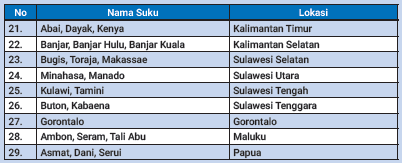 No Nama Suku Lokasi
21. Abai, Dayak, Kenya Kalimantan Timur
22. Banjar, Banjar Hulu, Banjar Kuala Kalimantan Selatan
23. Bugis, Toraja, Makassae Sulawesi Selatan
24. Minahasa, Manado Sulawesi Utara
25. Kulawi, Tamini Sulawesi Tengah
26. Buton, Kabaena Sulawesi Tenggara
27. Gorontalo Gorontalo
28. Ambon, Seram, Tali Abu Maluku
29. Asmat, Dani, Serui Papua